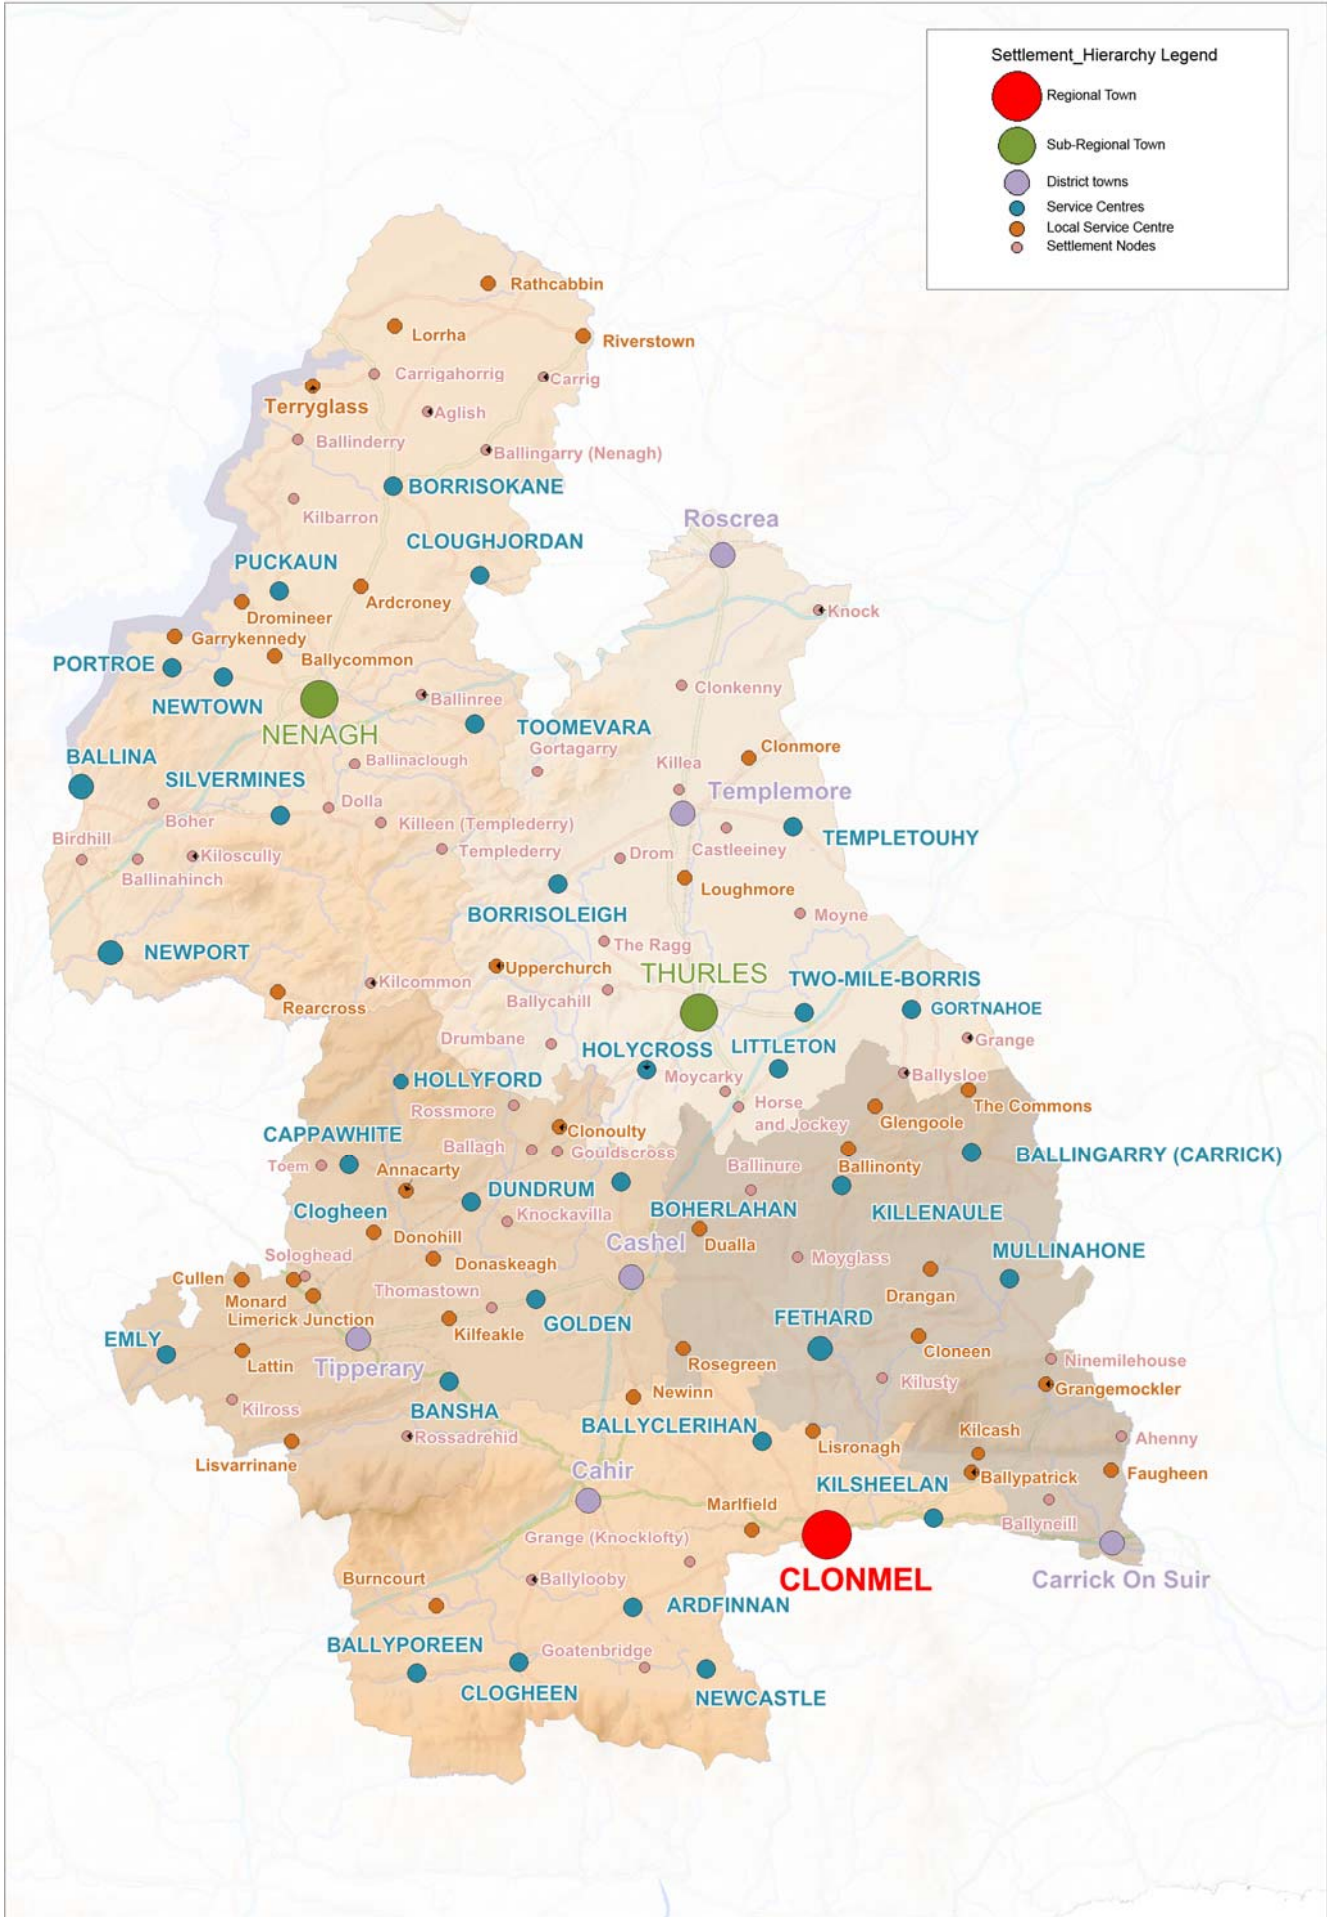 Settlement_Hierarchy Legend
Regional Town
Sub-Regional Town
District towns
Service Centres
Local Service Centre
Settlement Nodes
Rathcabbin
Lorrha
Riverstown
Carrigahorrig
Carrig
Terryglass
Aglish
Ballinderry
Ballingarry (Nenagh)
BORRISOKANE
Kilbarron
Roscrea
CLOUGHJORDAN
PUCKAUN
Ardcroney
Dromineer
Knock
Garrykennedy
Ballycommon
PORTROE
Clonkenny
Ballinree
NEWTOWN
NENAGH
TOOMEVARA
Gortagarry
Clonmore
BALLINA
Ballinaclough
Killea
SILVERMINES
Templemore
Dolla
Boher
Killeen (Templederry)
Birdhill
TEMPLETOUHY
Templederry
Drom
Castleeiney
Kiloscully
Ballinahinch
Loughmore
BORRISOLEIGH
Moyne
The Ragg
NEWPORT
Upperchurch
THURLES
TWO-MILE-BORRIS
Kilcommon
Ballycahill
Rearcross
GORTNAHOE
Drumbane
HOLYCROSS
LITTLETON
Grange
Moycarky
Ballysloe
HOLLYFORD
Rossmore
Horse
and Jockey
The Commons
Glengoole
CAPPAWHITE
Clonoulty
Ballagh
Gouldscross
Toem
Annacarty
Ballinure
Ballinonty
BALLINGARRY (CARRICK)
DUNDRUM
Clogheen
BOHERLAHAN
KILLENAULE
Knockavilla
Donohill
Cashel
Dualla
MULLINAHONE
Sologhead
Donaskeagh
Moyglass
Cullen
Thomastown
Monard
Drangan
Limerick Junction
GOLDEN
FETHARD
Kilfeakle
EMLY
Lattin
Tipperary
Rosegreen
Cloneen
Ninemilehouse
Kilusty
Grangemockler
Newinn
Kilross
BANSHA
BALLYCLERIHAN
Rossadrehid
Kilcash
Lisronagh
Ahenny
Lisvarrinane
Cahir
Ballypatrick
Faugheen
KILSHEELAN
Marlfield
Ballyneill
Grange (Knocklofty)
Burncourt
Ballylooby
CLONMEL
Carrick On Suir
ARDFINNAN
BALLYPOREEN
Goatenbridge
CLOGHEEN
NEWCASTLE